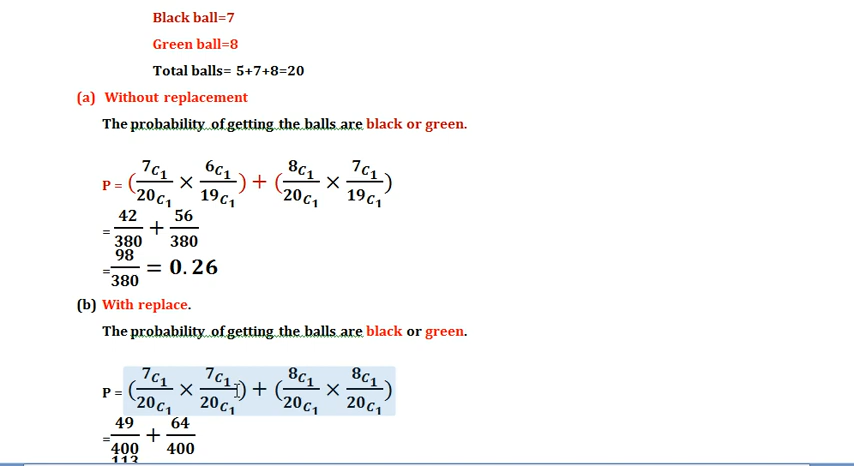 Black ball=7
Green ball=8
Total balls= 5+7+8=20
(a) Without replacement
The probability of getting the balls are black or green.
P = (7c₁/20c₁ × 6c₁/19c₁) + (8c₁/20c₁ × 7c₁/19c₁)
= 42/380 + 56/380
= 98/380 = 0.26
(b) With replace.
The probability of getting the balls are black or green.
P = (7c₁/20c₁ × 7c₁/20c₁) + (8c₁/20c₁ × 8c₁/20c₁)
= 49/400 + 64/400
113